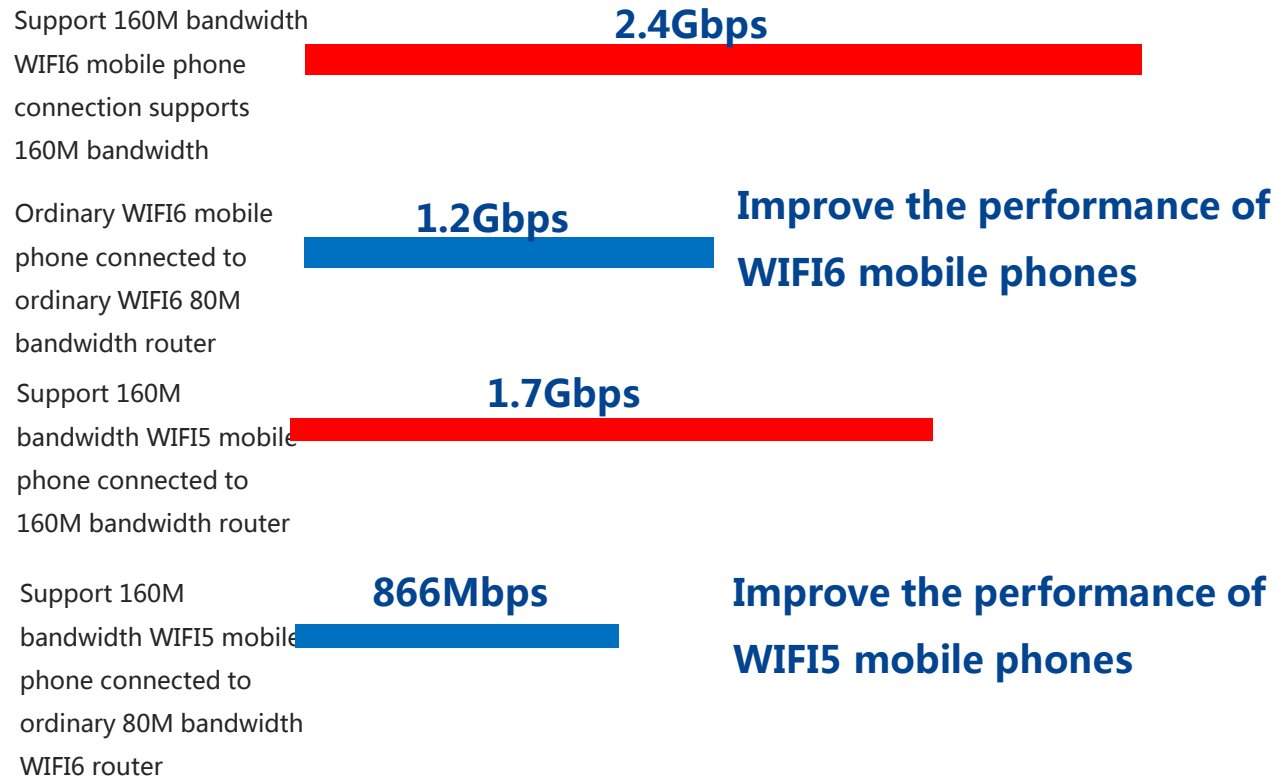 Support 160M bandwidth
WIFI6 mobile phone
connection supports
160M bandwidth
2.4Gbps
Ordinary WIFI6 mobile
phone connected to
ordinary WIFI6 80M
bandwidth router
1.2Gbps
Improve the performance of
WIFI6 mobile phones
Support 160M
bandwidth WIFI5 mobile
phone connected to
160M bandwidth router
1.7Gbps
Support 160M
bandwidth WIFI5 mobile
phone connected to
ordinary 80M bandwidth
WIFI6 router
866Mbps
Improve the performance of
WIFI5 mobile phones